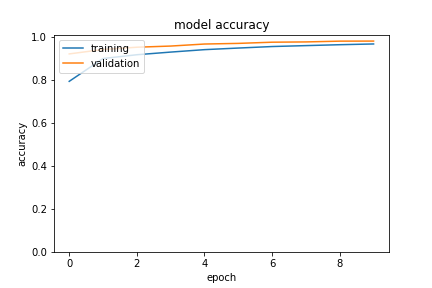 model accuracy
training
validation
1.0
0.8
0.6
0.4
0.2
0.0
accuracy
0 2 4 6 8
epoch